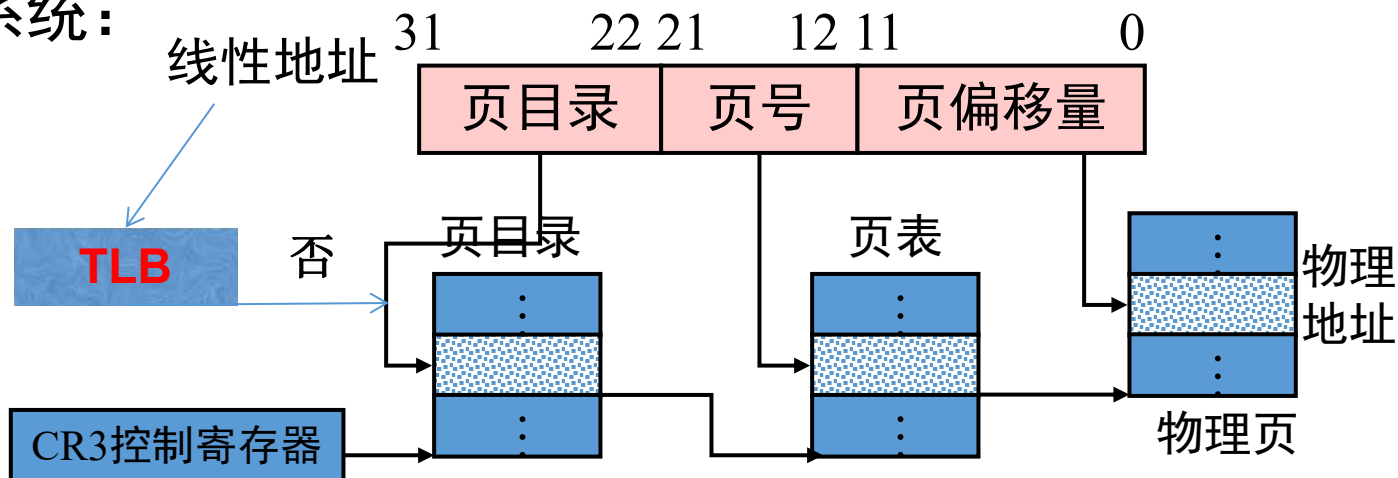 系统：
线性地址
31 22 21 12 11 0
页目录 页号 页偏移量
TLB
否
页目录
页表
物理
地址
CR3控制寄存器
物理页